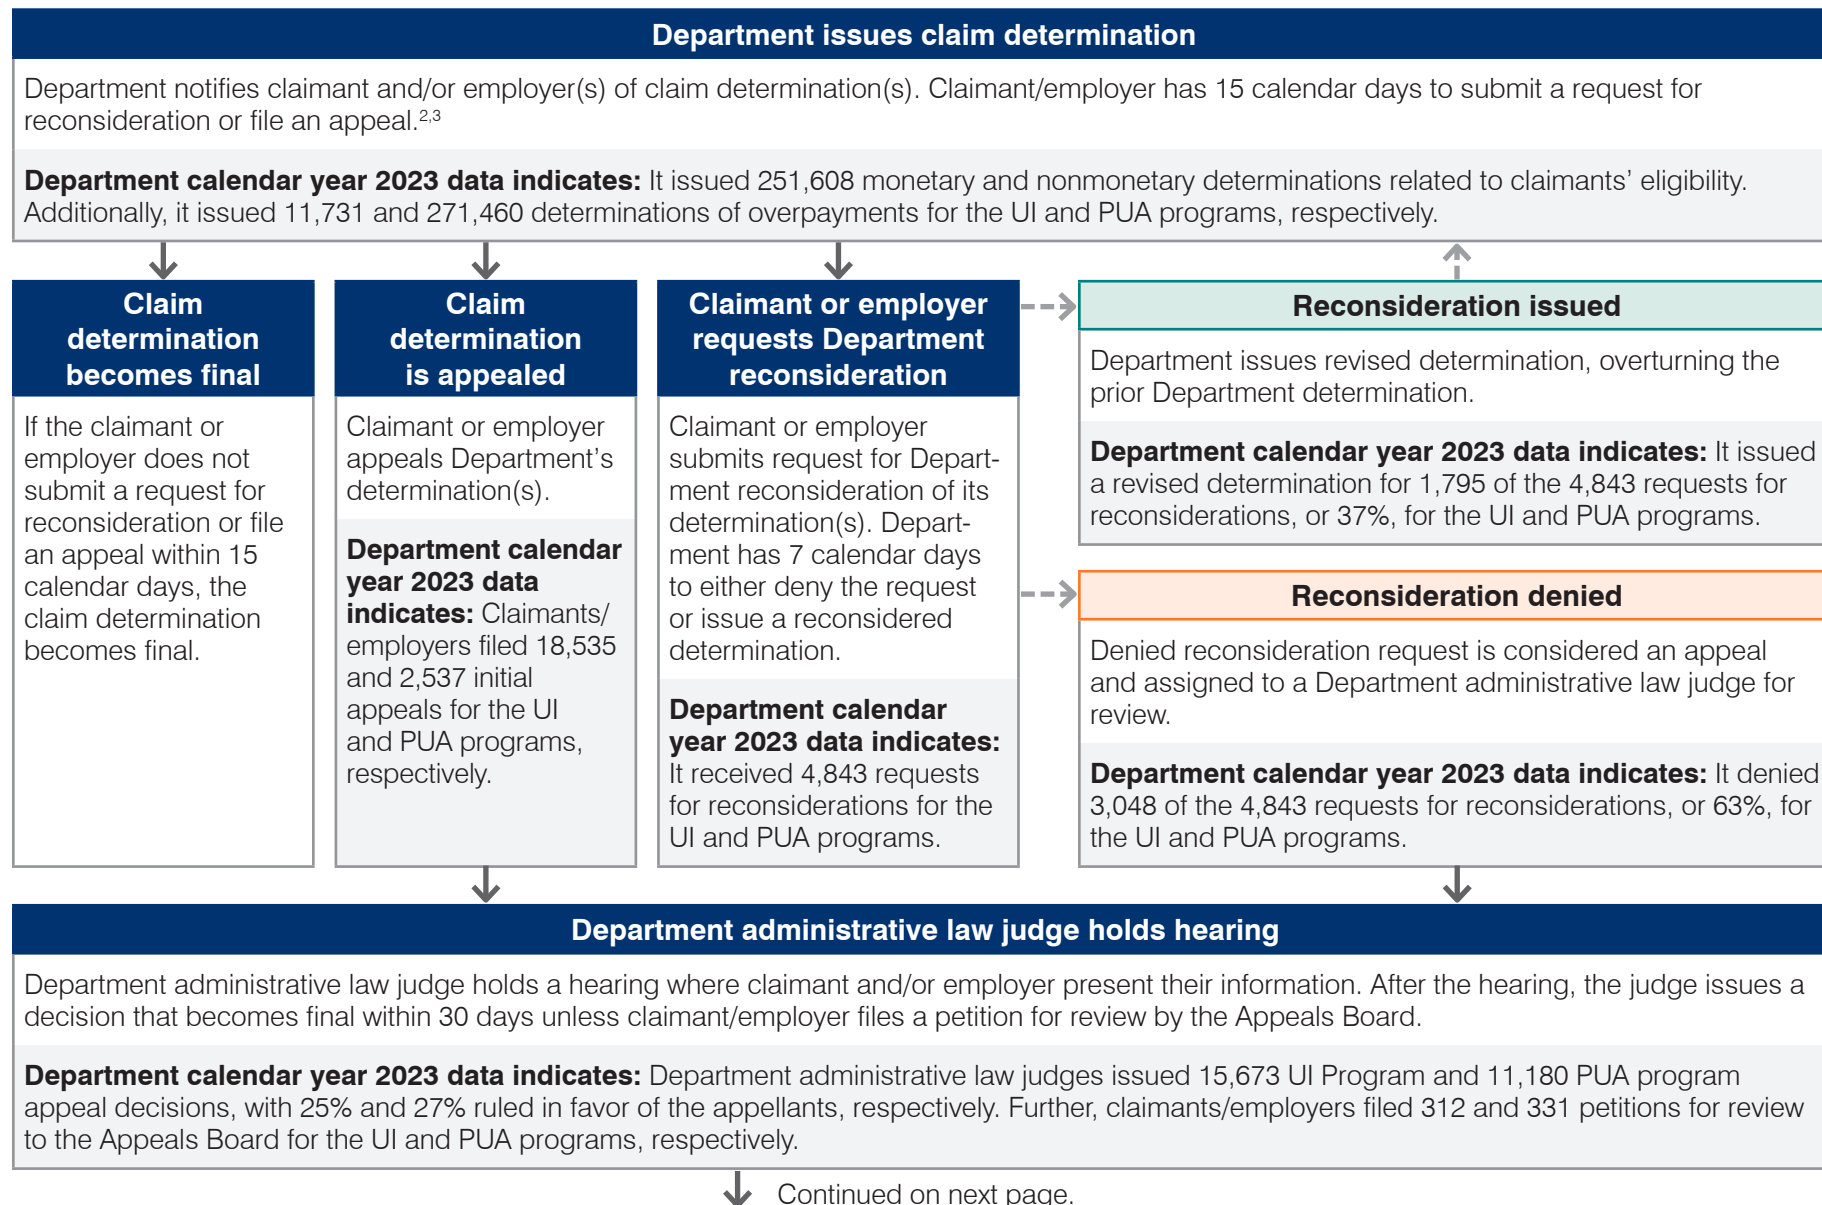 Department issues claim determination
Department notifies claimant and/or employer(s) of claim determination(s). Claimant/employer has 15 calendar days to submit a request for
reconsideration or file an appeal.2,3
Department calendar year 2023 data indicates: It issued 251,608 monetary and nonmonetary determinations related to claimants’ eligibility.
Additionally, it issued 11,731 and 271,460 determinations of overpayments for the UI and PUA programs, respectively.
Claim
determination
becomes final
If the claimant or
employer does not
submit a request for
reconsideration or file
an appeal within 15
calendar days, the
claim determination
becomes final.
Claim
determination
is appealed
Claimant or employer
appeals Department’s
determination(s).
Department calendar
year 2023 data
indicates: Claimants/
employers filed 18,535
and 2,537 initial
appeals for the UI
and PUA programs,
respectively.
Claimant or employer
requests Department
reconsideration
Claimant or employer
submits request for Depart-
ment reconsideration of its
determination(s). Depart-
ment has 7 calendar days
to either deny the request
or issue a reconsidered
determination.
Department calendar
year 2023 data indicates:
It received 4,843 requests
for reconsiderations for the
UI and PUA programs.
Reconsideration issued
Department issues revised determination, overturning the
prior Department determination.
Department calendar year 2023 data indicates: It issued
a revised determination for 1,795 of the 4,843 requests for
reconsiderations, or 37%, for the UI and PUA programs.
Reconsideration denied
Denied reconsideration request is considered an appeal
and assigned to a Department administrative law judge for
review.
Department calendar year 2023 data indicates: It denied
3,048 of the 4,843 requests for reconsiderations, or 63%, for
the UI and PUA programs.
Department administrative law judge holds hearing
Department administrative law judge holds a hearing where claimant and/or employer present their information. After the hearing, the judge issues a
decision that becomes final within 30 days unless claimant/employer files a petition for review by the Appeals Board.
Department calendar year 2023 data indicates: Department administrative law judges issued 15,673 UI Program and 11,180 PUA program
appeal decisions, with 25% and 27% ruled in favor of the appellants, respectively. Further, claimants/employers filed 312 and 331 petitions for review
to the Appeals Board for the UI and PUA programs, respectively.
Continued on next page.